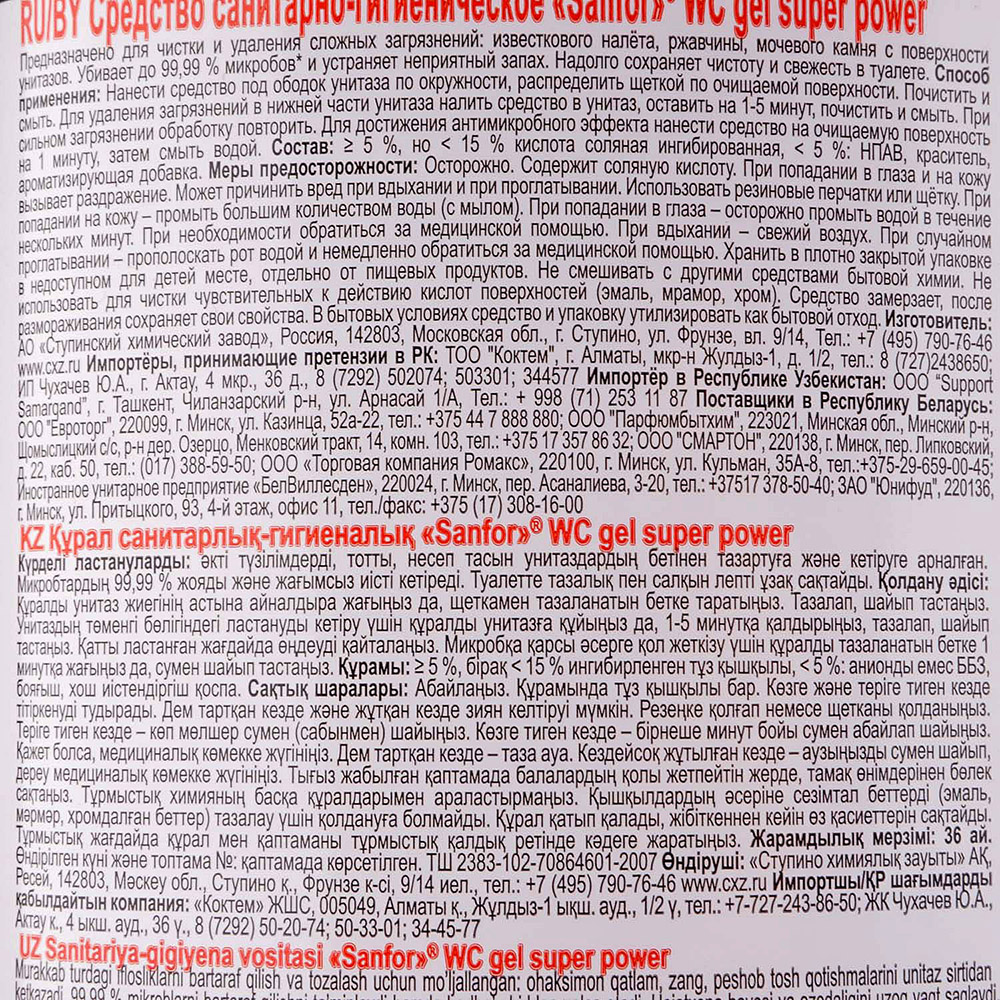 RU/BY Средство санитарно-гигиеническое «Sanfor»® WC gel super power
Предназначено для чистки и удаления сложных загрязнений: известкового налёта, ржавчины, мочевого камня с поверхности
унитазов. Убивает до 99,99 % микробов* и устраняет неприятный запах. Надолго сохраняет чистоту и свежесть в туалете. Способ
применения: Нанести средство под ободок унитаза по окружности, распределить щеткой по очищаемой поверхности. Почистить и
смыть. Для удаления загрязнений в нижней части унитаза налить средство в унитаз, оставить на 1-5 минут, почистить и смыть. При
сильном загрязнении обработку повторить. Для достижения антимикробного эффекта нанести средство на очищаемую поверхность
на 1 минуту, затем смыть водой. Состав: ≥ 5 %, но < 15 % кислота соляная ингибированная, < 5 %: НПАВ, краситель,
ароматизирующая добавка. Меры предосторожности: Осторожно. Содержит соляную кислоту. При попадании в глаза и на кожу
вызывает раздражение. Может причинить вред при вдыхании и при проглатывании. Использовать резиновые перчатки или щётку. При
попадании на кожу – промыть большим количеством воды (с мылом). При попадании в глаза – осторожно промыть водой в течение
нескольких минут. При необходимости обратиться за медицинской помощью. При вдыхании – свежий воздух. При случайном
проглатывании – прополоскать рот водой и немедленно обратиться за медицинской помощью. Хранить в плотно закрытой упаковке
в недоступном для детей месте, отдельно от пищевых продуктов. Не смешивать с другими средствами бытовой химии. Не
использовать для чистки чувствительных к действию кислот поверхностей (эмаль, мрамор, хром). Средство замерзает, после
размораживания сохраняет свои свойства. В бытовых условиях средство и упаковку утилизировать как бытовой отход. Изготовитель:
АО «Ступинский химический завод», Россия, 142803, Московская обл., г. Ступино, ул. Фрунзе, вл. 9/14, Тел.: +7 (495) 790-76-46
www.cxz.ru Импортёры, принимающие претензии в РК: ТОО "Коктем", г. Алматы, мкр-н Жулдыз-1, д. 1/2, тел.: 8 (727)2438650;
ИП Чухачев Ю.А., г. Актау, 4 мкр., 36 д., 8 (7292) 502074; 503301; 344577 Импортёр в Республике Узбекистан: ООО “Support
Samargand”, г. Ташкент, Чиланзарский р-н, ул. Арнасай 1/А, Тел.: + 998 (71) 253 11 87 Поставщики в Республику Беларусь:
ООО "Евроторг", 220099, г. Минск, ул. Казинца, 52а-22, тел.: +375 44 7 888 880; ООО "Парфюмбытхим", 223021, Минская обл., Минский р-н,
Щомыслицкий с/с, р-н дер. Озерцо, Менковский тракт, 14, комн. 103, тел.: +375 17 357 86 32; ООО "СМАРТОН", 220138, г. Минск, пер. Липковский,
д. 22, каб. 50, тел.: (017) 388-59-50; ООО «Торговая компания Ромакс», 220100, г. Минск, ул. Кульман, 35А-8, тел.:+375-29-659-00-45;
Иностранное унитарное предприятие «БелВиллесден», 220024, г. Минск, пер. Асаналиева, 3-20, тел.: +37517 378-50-40; ЗАО "Юнифуд", 220136,
г. Минск, ул. Притыцкого, 93, 4-й этаж, офис 11, тел./факс: +375 (17) 308-16-00
KZ Құрал санитарлық-гигиеналық «Sanfor»® WC gel super power
Күрделі ластануларды: әкті түзілімдерді, тотты, несеп тасын унитаздардың бетінен тазартуға және кетіруге арналған.
Микробтардың 99,99 % жояды және жағымсыз иісті кетіреді. Туалетте тазалық пен салқын лепті ұзақ сақтайды. Қолдану әдісі:
Құралды унитаз жиегінің астына айналдыра жағыңыз да, щеткамен тазаланатын бетке таратыңыз. Тазалап, шайып тастаңыз.
Унитаздың төменгі бөлігіндегі ластануды кетіру үшін құралды унитазға құйыңыз да, 1-5 минутқа қалдырыңыз, тазалап, шайып
тастаңыз. Қатты ластанған жағдайда өңдеуді қайталаңыз. Микробқа қарсы әсерге қол жеткізу үшін құралды тазаланатын бетке 1
минутқа жағыңыз да, сумен шайып тастаңыз. Құрамы: ≥ 5 %, бірақ < 15 % ингибирленген тұз қышқылы, < 5 %: анионды емес ББЗ,
бояғыш, хош иістендіргіш қоспа. Сақтық шаралары: Абайлаңыз. Құрамында тұз қышқылы бар. Көзге және теріге тиген кезде
тітіркенуді тудырады. Дем тартқан кезде және жұтқан кезде зиян келтіруі мүмкін. Резеңке қолғап немесе щетканы қолданыңыз.
Теріге тиген кезде – көп мөлшер сумен (сабынмен) шайыңыз. Көзге тиген кезде – бірнеше минут бойы сумен абайлап шайыңыз.
Қажет болса, медициналық көмекке жүгініңіз. Дем тартқан кезде – таза ауа. Кездейсоқ жұтылған кезде – аузыңызды сумен шайып,
дереу медициналық көмекке жүгініңіз. Тығыз жабылған қаптамада балалардың қолы жетпейтін жерде, тамақ өнімдерінен бөлек
сақтаңыз. Тұрмыстық химияның басқа құралдарымен араластырмаңыз. Қышқылдардың әсеріне сезімтал беттерді (эмаль,
мәрмәр, хромдалған беттер) тазалау үшін қолдануға болмайды. Құрал қатып қалады, жібіткеннен кейін өз қасиеттерін сақтайды.
Тұрмыстық жағдайда құрал мен қаптаманы тұрмыстық қалдық ретінде кәдеге жаратыңыз. Жарамдылық мерзімі: 36 ай.
Өндірілген күні және топтама №: қаптамада көрсетілген. ТШ 2383-102-70864601-2007 Өндіруші: «Ступино химиялық зауыты» АҚ,
Ресей, 142803, Мәскеу обл., Ступино қ., Фрунзе к-сі, 9/14 иел., тел.: +7 (495) 790-76-46 www.cxz.ru Импортшы/ҚР шағымдарды
қабылдайтын компания: «Коктем» ЖШС, 005049, Алматы қ., Жұлдыз-1 ықш. ауд., 1/2 ү, тел.: +7-727-243-86-50; ЖК Чухачев Ю.А.,
Ақтау к., 4 ықш. ауд., 36 ү., 8 (7292) 50-20-74; 50-33-01; 34-45-77
UZ Sanitariya-gigiyena vositasi «Sanfor»® WC gel super power
Murakkab turdagi iflosliklarni bartaraf qilish va tozalash uchun mo'ljallangan: ohaksimon qatlam, zang, peshob tosh qotishmalarini unitaz sirtidan
ketkazadi. 99,99 % mikroblarni bartaraf qilishni